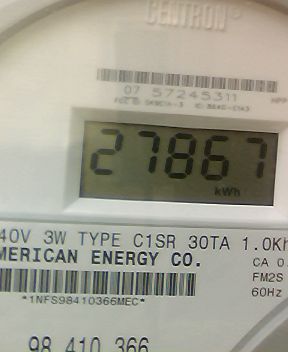 CENTRON®
07 57245311
27867
kWh
40V 3W TYPE C1SR 30TA 1.0Kh
MERICAN ENERGY CO.
CA 0.
FM2S
60Hz
*1NFS98410366MEC*
98 410 366